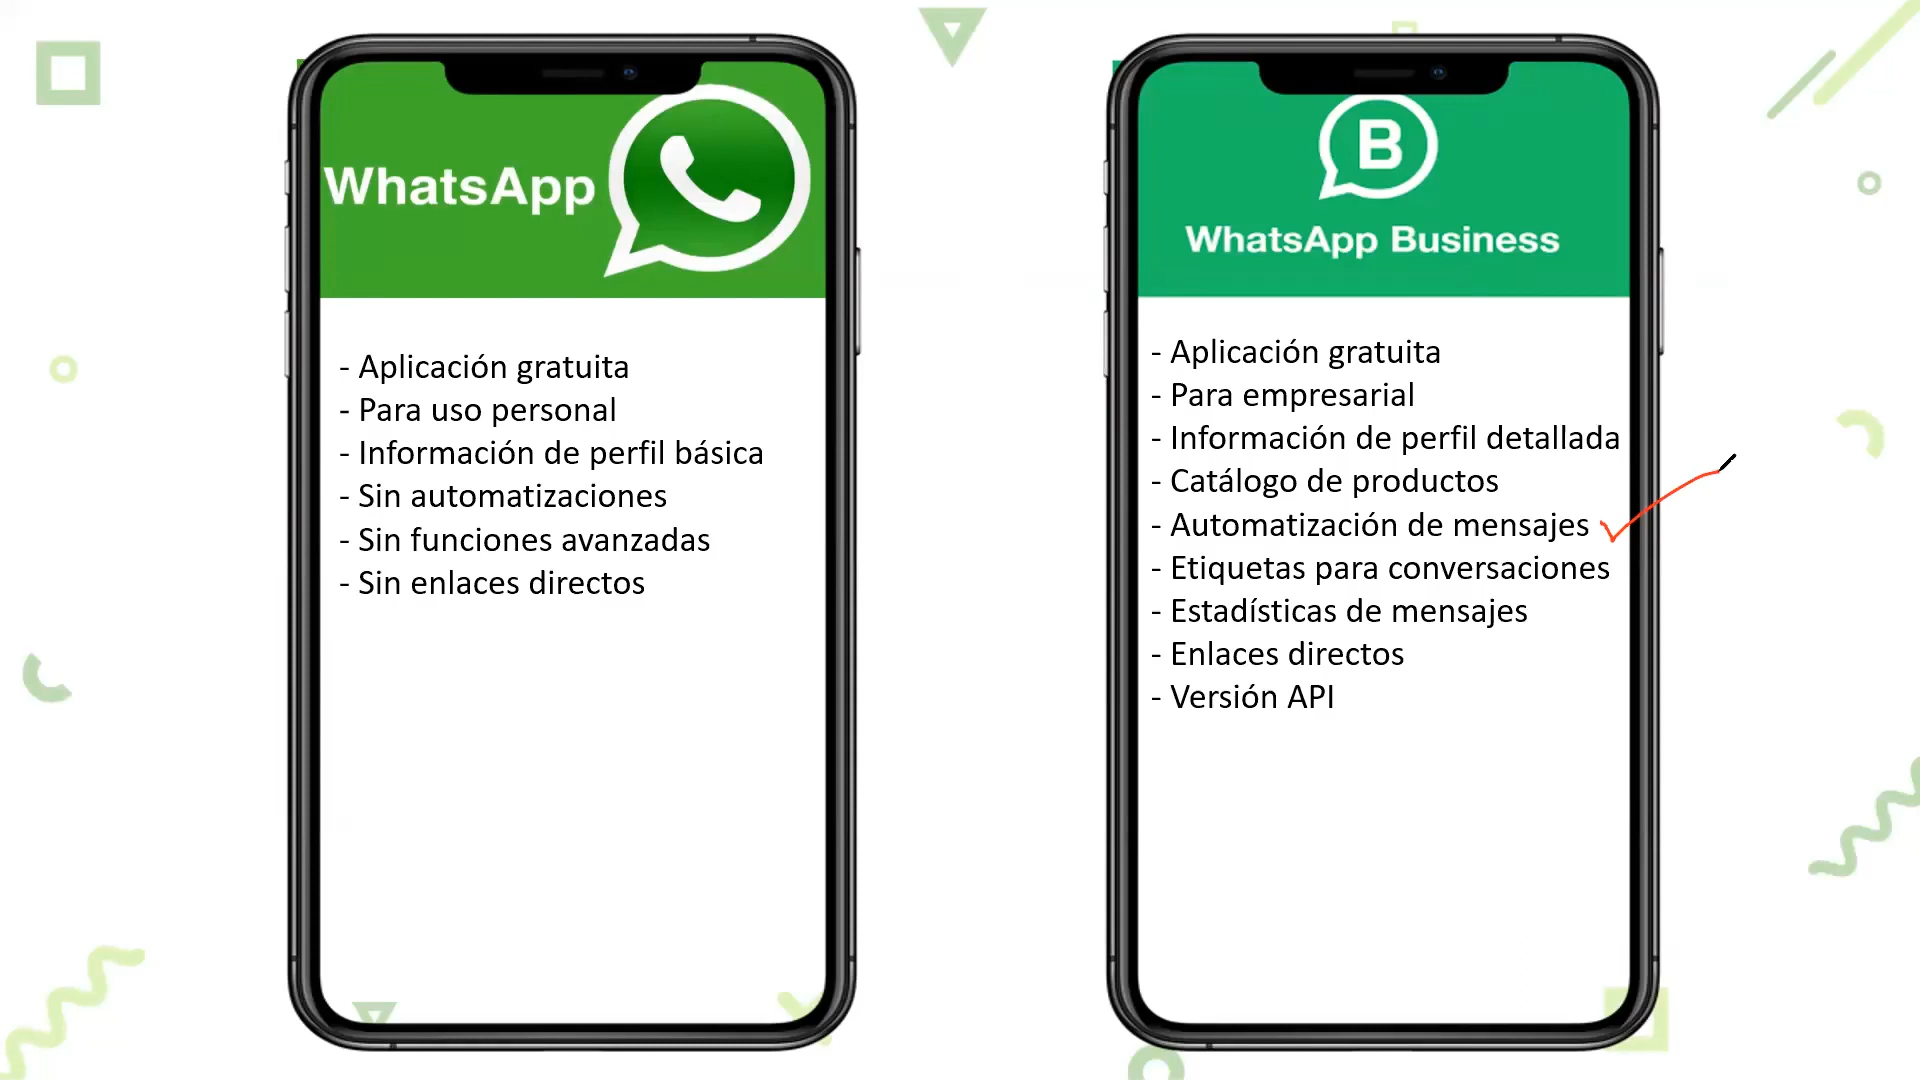 WhatsApp
- Aplicación gratuita
- Para uso personal
- Información de perfil básica
- Sin automatizaciones
- Sin funciones avanzadas
- Sin enlaces directos
B
WhatsApp Business
- Aplicación gratuita
- Para empresarial
- Información de perfil detallada
- Catálogo de productos
- Automatización de mensajes
- Etiquetas para conversaciones
- Estadísticas de mensajes
- Enlaces directos
- Versión API